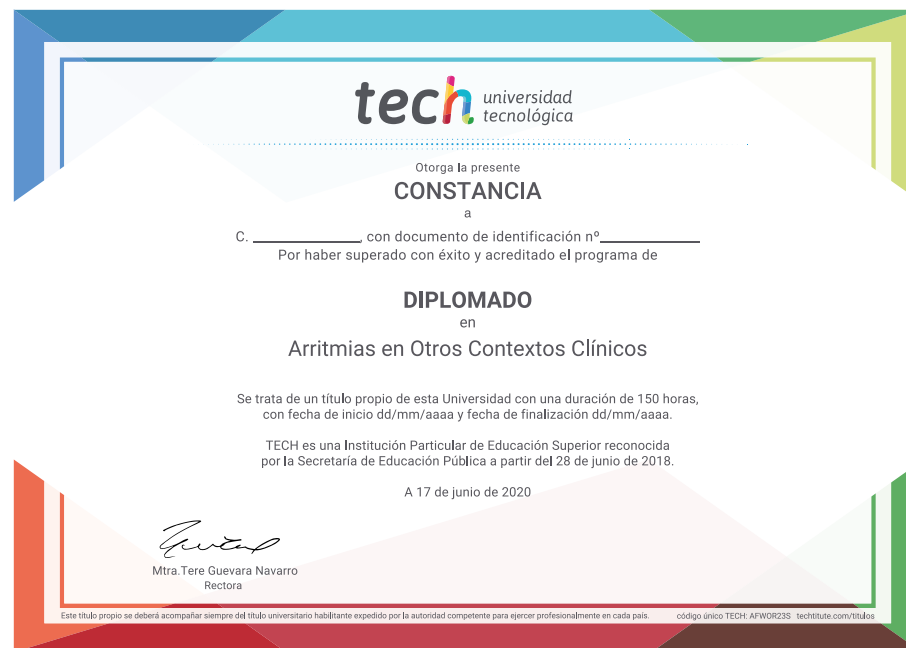 tech universidad
tecnológica
Otorga la presente
CONSTANCIA
a
C. ____________, con documento de identificación nº____________
Por haber superado con éxito y acreditado el programa de
DIPLOMADO
en
Arritmias en Otros Contextos Clínicos
Se trata de un título propio de esta Universidad con una duración de 150 horas,
con fecha de inicio dd/mm/aaaa y fecha de finalización dd/mm/aaaa.
TECH es una Institución Particular de Educación Superior reconocida
por la Secretaría de Educación Pública a partir del 28 de junio de 2018.
A 17 de junio de 2020
Mtra.Tere Guevara Navarro
Rectora
Este título propio se deberá acompañar siempre del título universitario habilitante expedido por la autoridad competente para ejercer profesionalmente en cada país. código único TECH: AFWOR23S techtitute.com/titulos